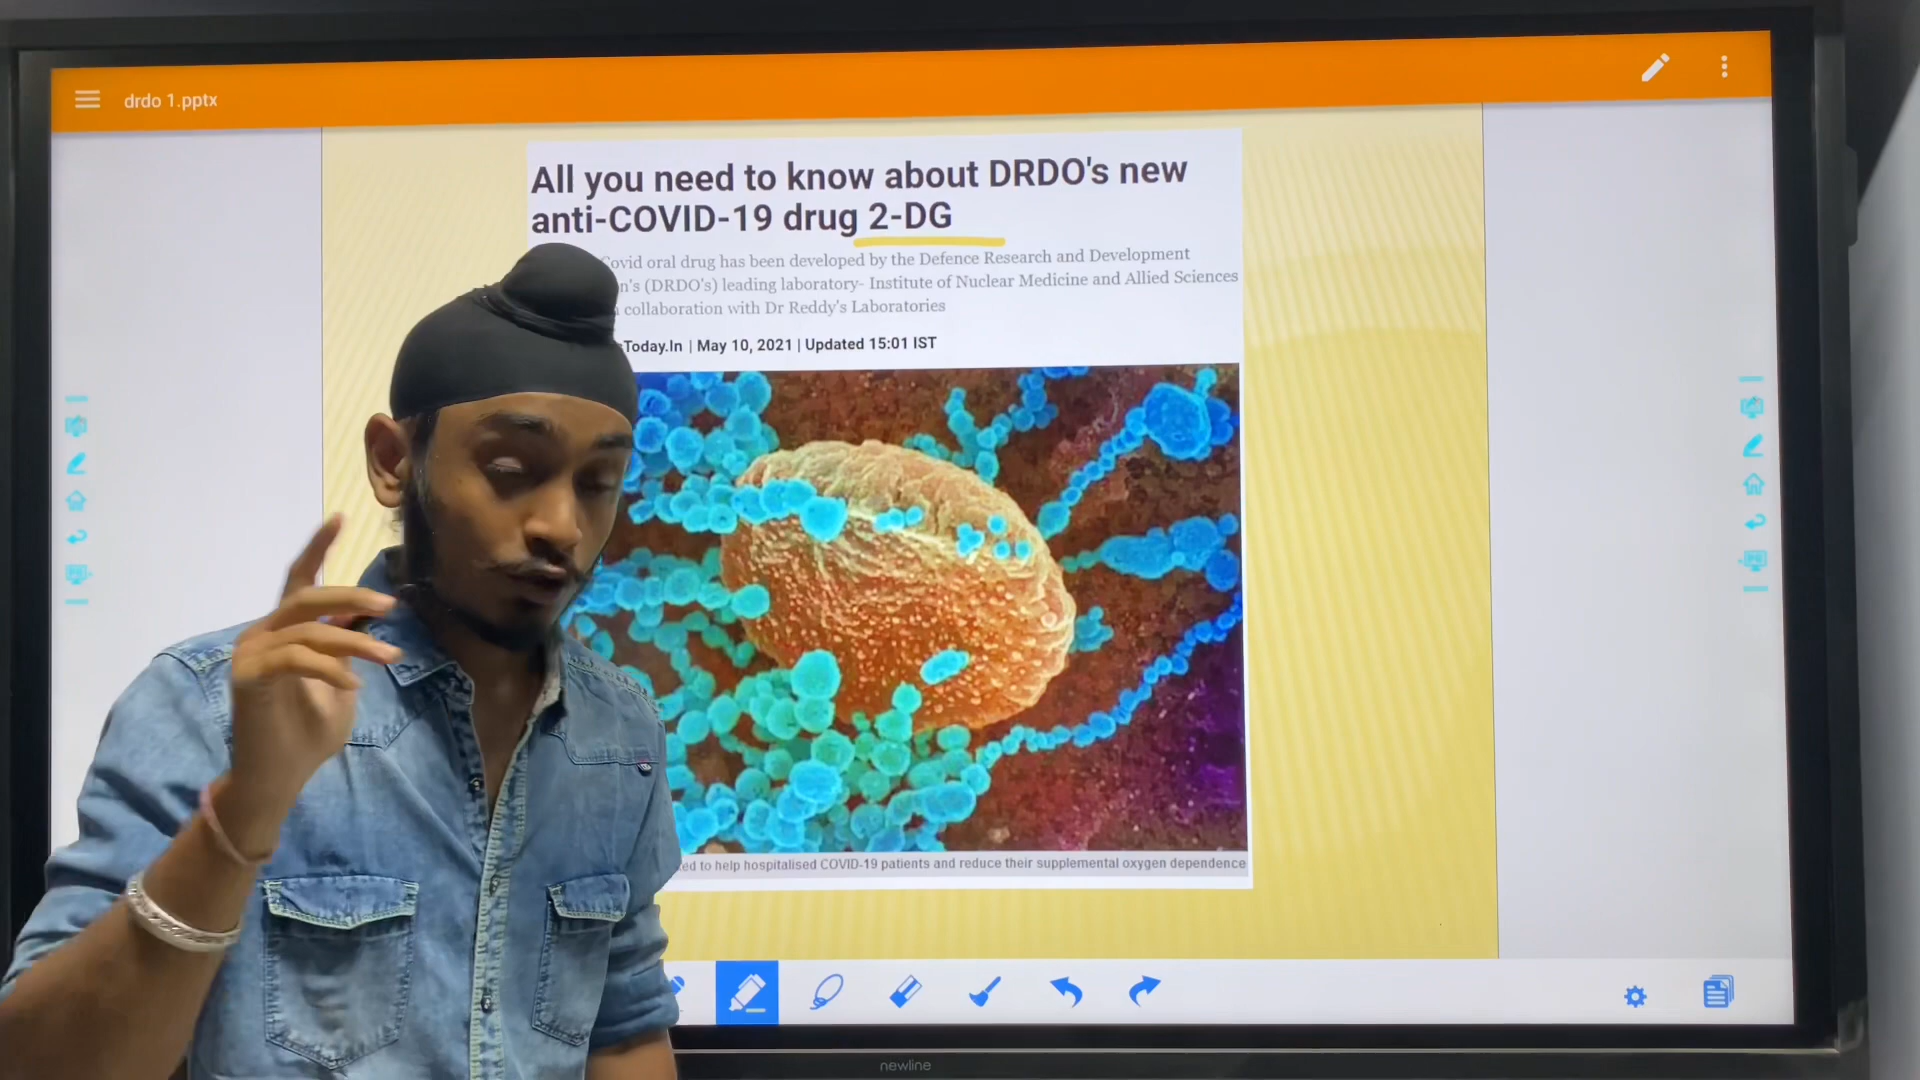 drdo 1.pptx
All you need to know about DRDO's new
anti-COVID-19 drug 2-DG
Covid oral drug has been developed by the Defence Research and Development
n's (DRDO's) leading laboratory- Institute of Nuclear Medicine and Allied Sciences
collaboration with Dr Reddy's Laboratories
Today.In | May 10, 2021 | Updated 15:01 IST
ed to help hospitalised COVID-19 patients and reduce their supplemental oxygen dependence
newline